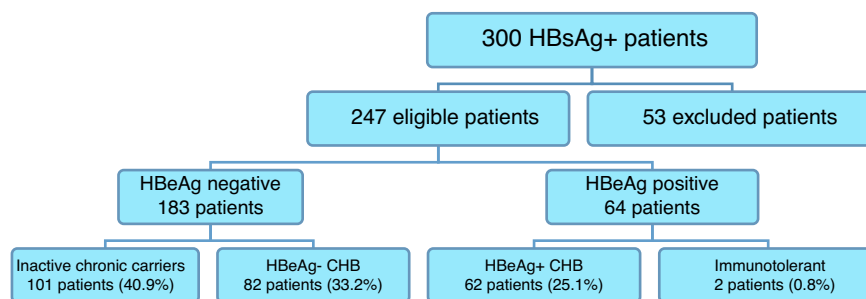 300 HBsAg+ patients
247 eligible patients
53 excluded patients
HBeAg negative
183 patients
HBeAg positive
64 patients
Inactive chronic carriers
101 patients (40.9%)
HBeAg- CHB
82 patients (33.2%)
HBeAg+ CHB
62 patients (25.1%)
Immunotolerant
2 patients (0.8%)